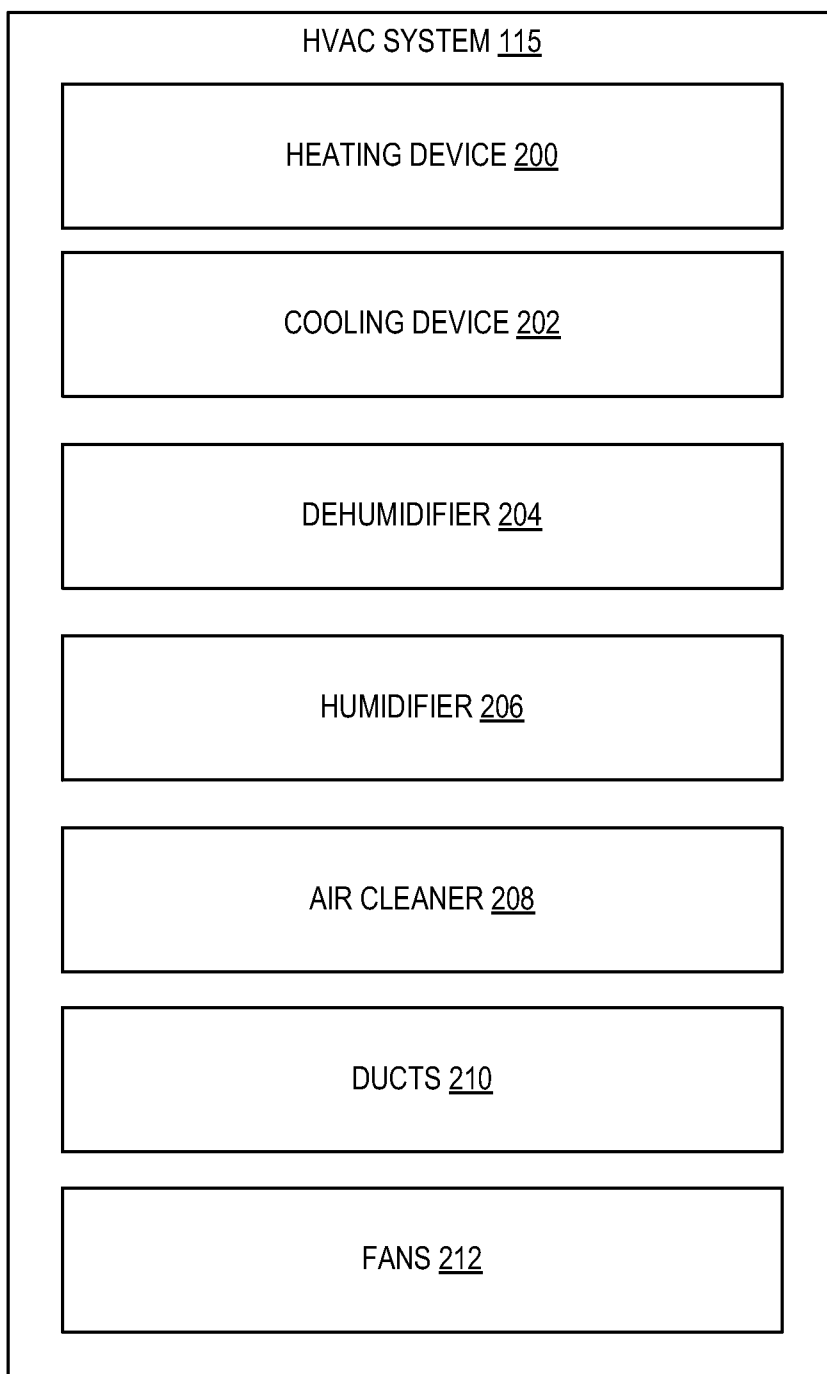 HVAC SYSTEM 115
HEATING DEVICE 200
COOLING DEVICE 202
DEHUMIDIFIER 204
HUMIDIFIER 206
AIR CLEANER 208
DUCTS 210
FANS 212